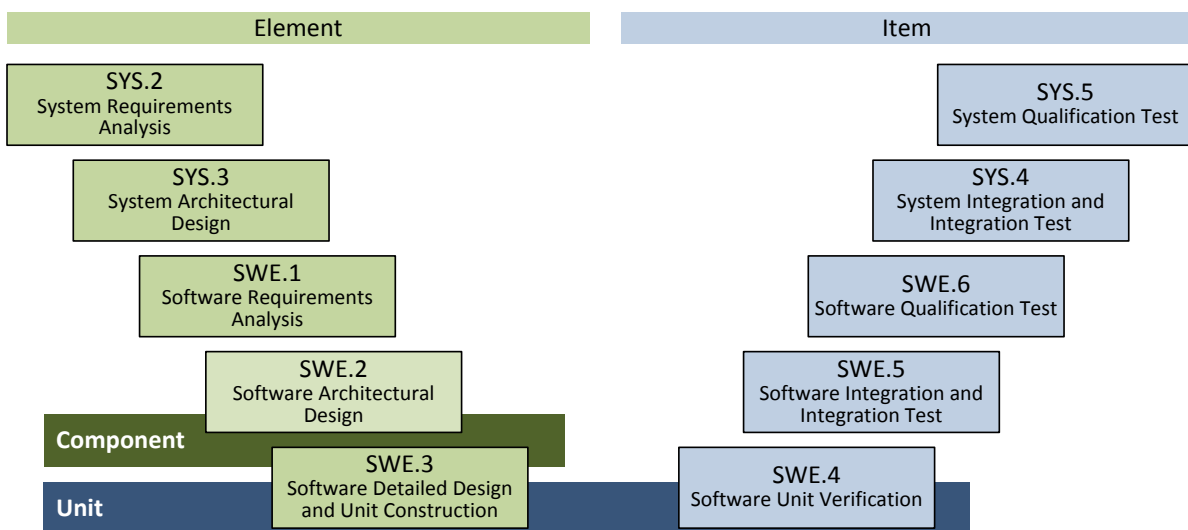 Element
Item
SYS.2
System Requirements
Analysis
SYS.5
System Qualification Test
SYS.3
System Architectural
Design
SYS.4
System Integration and
Integration Test
SWE.1
Software Requirements
Analysis
SWE.6
Software Qualification Test
SWE.2
Software Architectural
Design
SWE.5
Software Integration and
Integration Test
Component
SWE.3
Software Detailed Design
and Unit Construction
SWE.4
Software Unit Verification
Unit